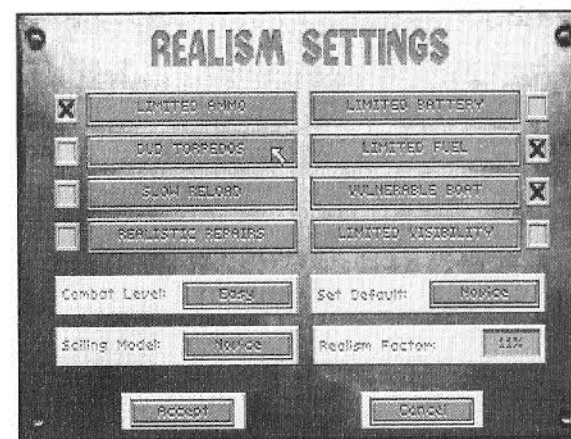 REALISM SETTINGS
LIMITED AMMO
LIMITED BATTERY
DUD TORPEDOS
LIMITED FUEL
SLOW RELOAD
VULNERABLE BOAT
REALISTIC REPAIRS
LIMITED VISIBILITY
Combat Level: Easy
Set Default: Novice
Sailing Model: Novice
Realism Factor: 11%
Accept
Cancel